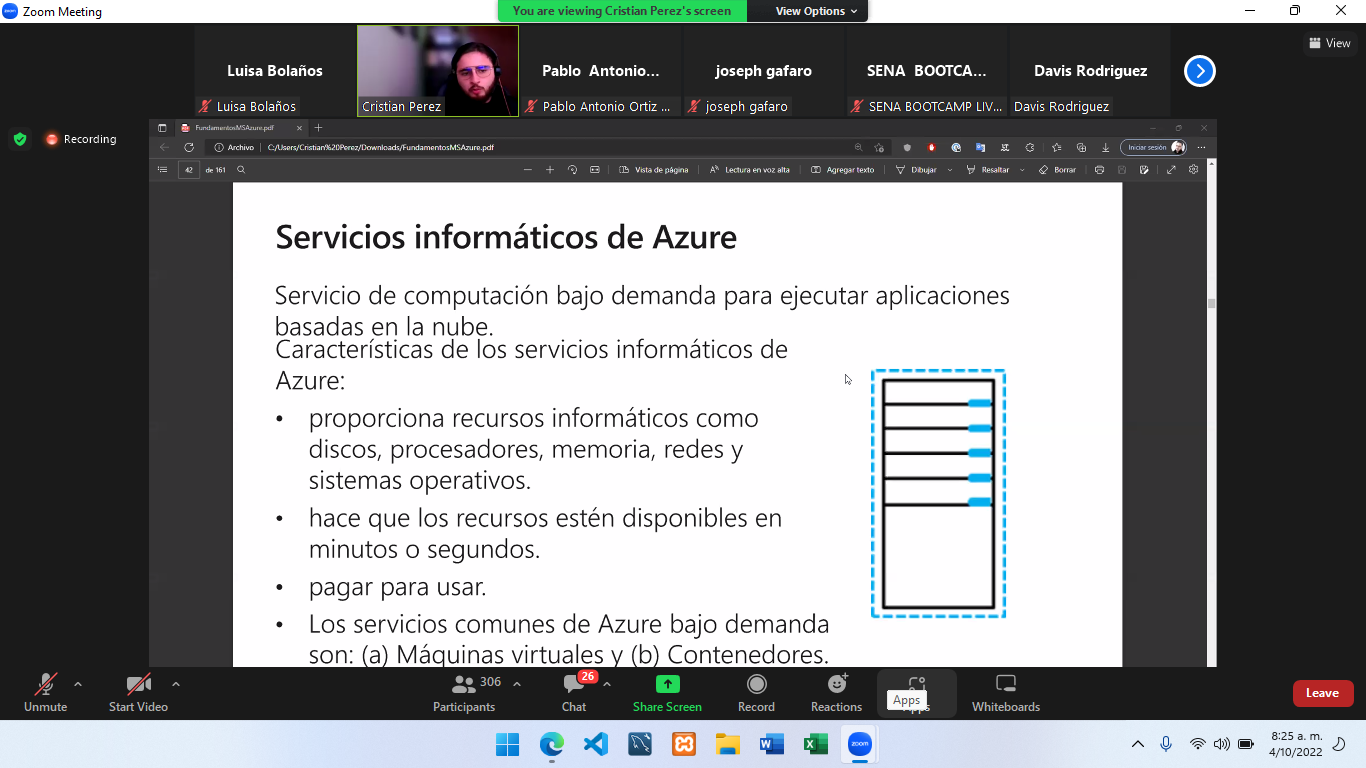 Zoom Meeting
You are viewing Cristian Perez's screen
View Options
View
Luisa Bolaños
Pablo Antonio...
joseph gafaro
SENA BOOTCA...
Davis Rodriguez
Luisa Bolaños
Cristian Perez
Pablo Antonio Ortiz ...
joseph gafaro
SENA BOOTCAMP LIV...
Davis Rodriguez
Recording
FundamentosMSAzure.pdf
Archivo
C:/Users/Cristian%20Perez/Downloads/FundamentosMSAzure.pdf
Iniciar sesión
42 de 161
Vista de página
Lectura en voz alta
Agregar texto
Dibujar
Resaltar
Borrar
Servicios informáticos de Azure
Servicio de computación bajo demanda para ejecutar aplicaciones
basadas en la nube.
Características de los servicios informáticos de
Azure:
• proporciona recursos informáticos como
discos, procesadores, memoria, redes y
sistemas operativos.
• hace que los recursos estén disponibles en
minutos o segundos.
• pagar para usar.
• Los servicios comunes de Azure bajo demanda
son: (a) Máquinas virtuales y (b) Contenedores.
Unmute
Start Video
306
Participants
26
Chat
Share Screen
Record
Reactions
Apps
Apps
Whiteboards
Leave
zoom
8:25 a. m.
4/10/2022